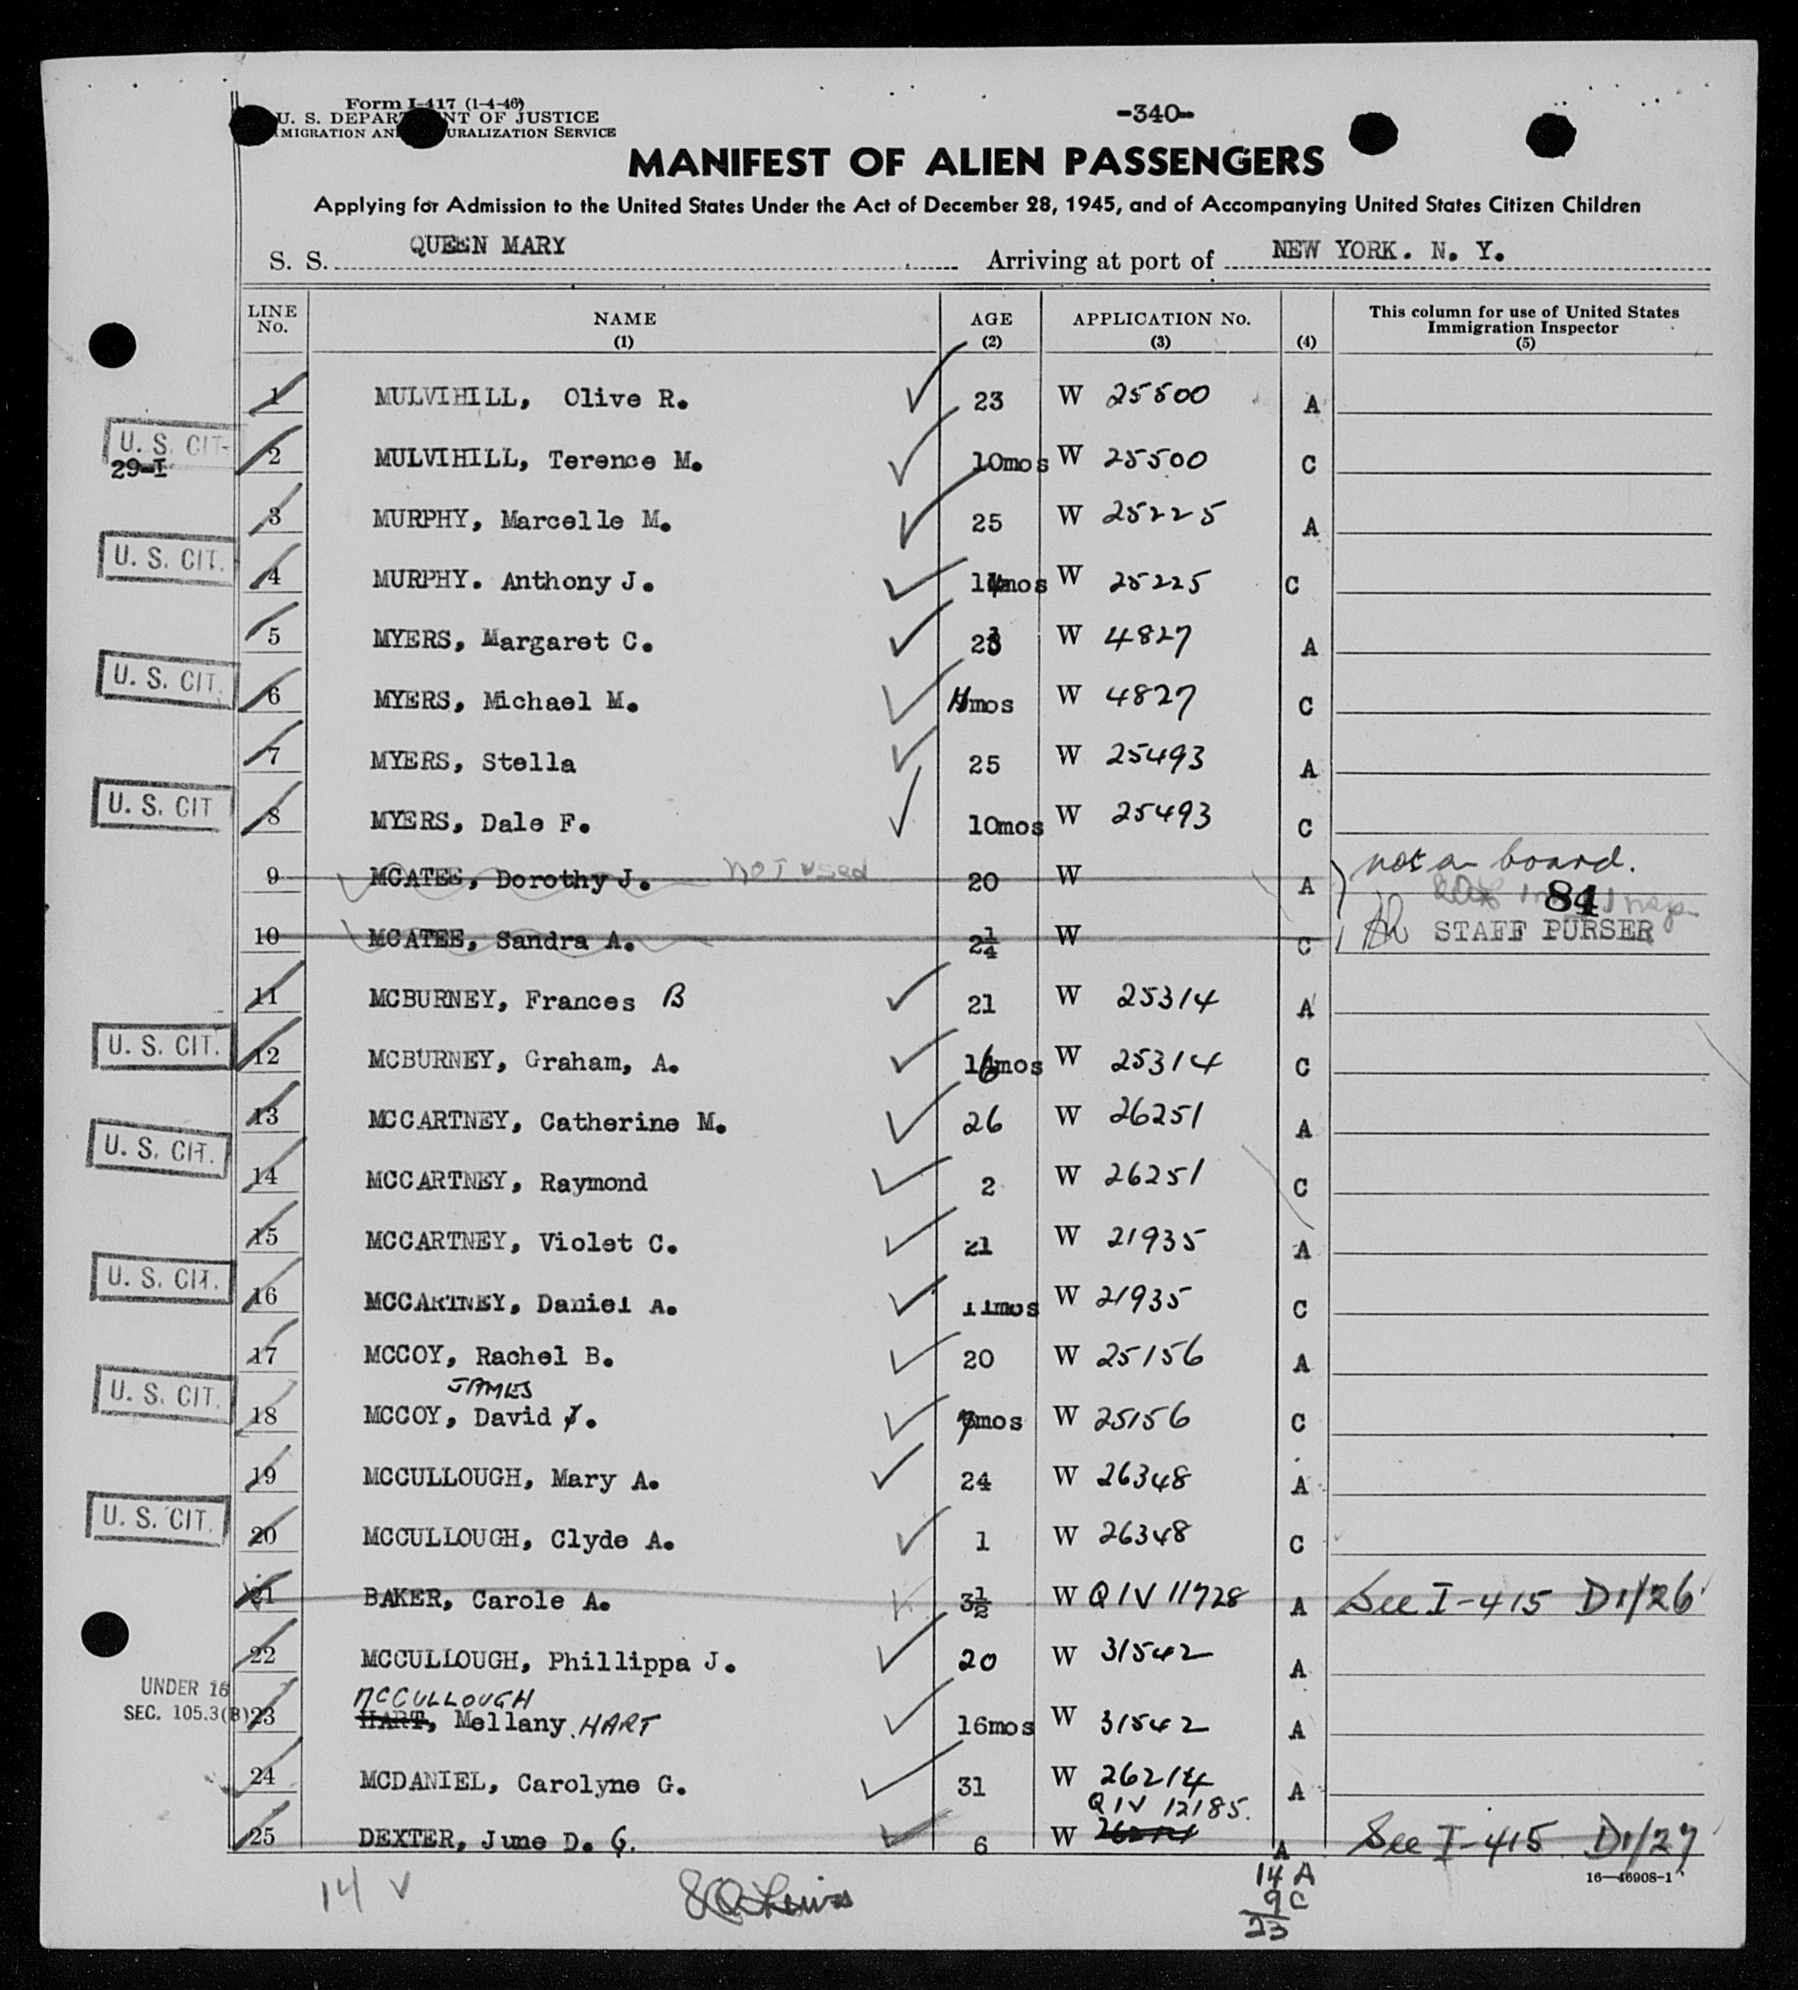 Form I-417 (1-4-46)
-340-
U. S. DEPARTMENT OF JUSTICE
IMMIGRATION AND NATURALIZATION SERVICE
MANIFEST OF ALIEN PASSENGERS
Applying for Admission to the United States Under the Act of December 28, 1945, and of Accompanying United States Citizen Children
S. S. QUEEN MARY Arriving at port of NEW YORK. N. Y.
LINE No. NAME (1) AGE (2) APPLICATION No. (3) (4) This column for use of United States Immigration Inspector (5)
1 MULVIHILL, Olive R. 23 W 25500 A
U. S. CIT- 29-I 2 MULVIHILL, Terence M. 10mos W 25500 C
3 MURPHY, Marcelle M. 25 W 25225 A
U. S. CIT. 4 MURPHY. Anthony J. mos W 25225 C
5 MYERS, Margaret C. W 4827 A
U. S. CIT. 6 MYERS, Michael M. mos W 4827 C
7 MYERS, Stella 25 W 25493 A
U. S. CIT 8 MYERS, Dale F. 10mos W 25493 C
9 MCATEE, Dorothy J. not used 20 W A not on board.
84
10 MCATEE, Sandra A. 2¼ W C STAFF PURSER
11 MCBURNEY, Frances B 21 W 25314 A
U. S. CIT. 12 MCBURNEY, Graham, A. 16mos W 25314 C
13 MCCARTNEY, Catherine M. 26 W 26251 A
U. S. CIT. 14 MCCARTNEY, Raymond 2 W 26251 C
15 MCCARTNEY, Violet C. 21 W 21935 A
U. S. CIT. 16 MCCARTNEY, Daniel A. 11mos W 21935 C
17 MCCOY, Rachel B. 20 W 25156 A
JAMES
U. S. CIT. 18 MCCOY, David J. 7mos W 25156 C
19 MCCULLOUGH, Mary A. 24 W 26348 A
U. S. CIT. 20 MCCULLOUGH, Clyde A. 1 W 26348 C
21 BAKER, Carole A. 3½ W QIV 11728 A See I-415 D1/26
22 MCCULLOUGH, Phillippa J. 20 W 31542 A
UNDER 16
MCCULLOUGH
SEC. 105.3(B) 23 HART, Mellany. HART 16mos W 31542 A
24 MCDANIEL, Carolyne G. 31 W 26214 A
QIV 12185.
25 DEXTER, June D. G. 6 W A See I-415 D1/27
16—46908-1
14 A
14 ✓
9 C
23